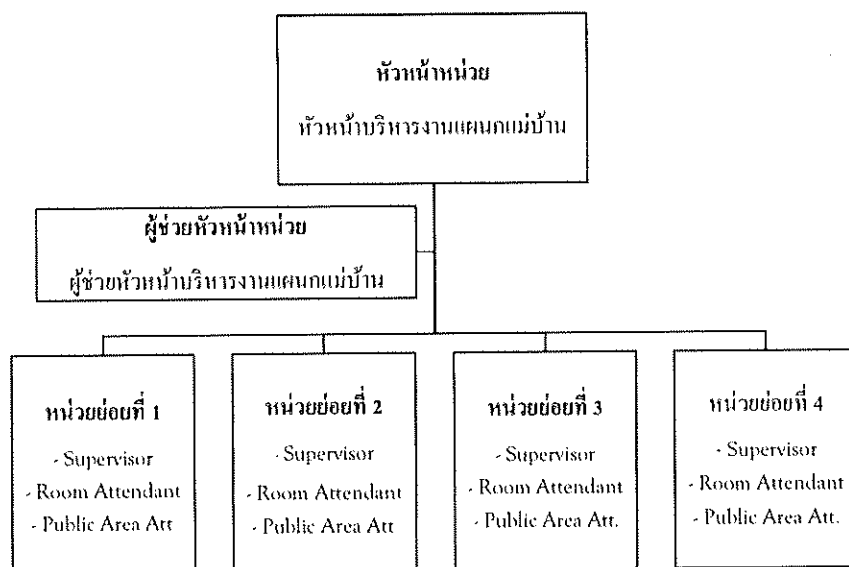 หัวหน้าหน่วย
หัวหน้าบริหารงานแผนกแม่บ้าน
ผู้ช่วยหัวหน้าหน่วย
ผู้ช่วยหัวหน้าบริหารงานแผนกแม่บ้าน
หน่วยย่อยที่ 1
- Supervisor
- Room Attendant
- Public Area Att
หน่วยย่อยที่ 2
- Supervisor
- Room Attendant
- Public Area Att
หน่วยย่อยที่ 3
- Supervisor
- Room Attendant
- Public Area Att.
หน่วยย่อยที่ 4
- Supervisor
- Room Attendant
- Public Area Att.